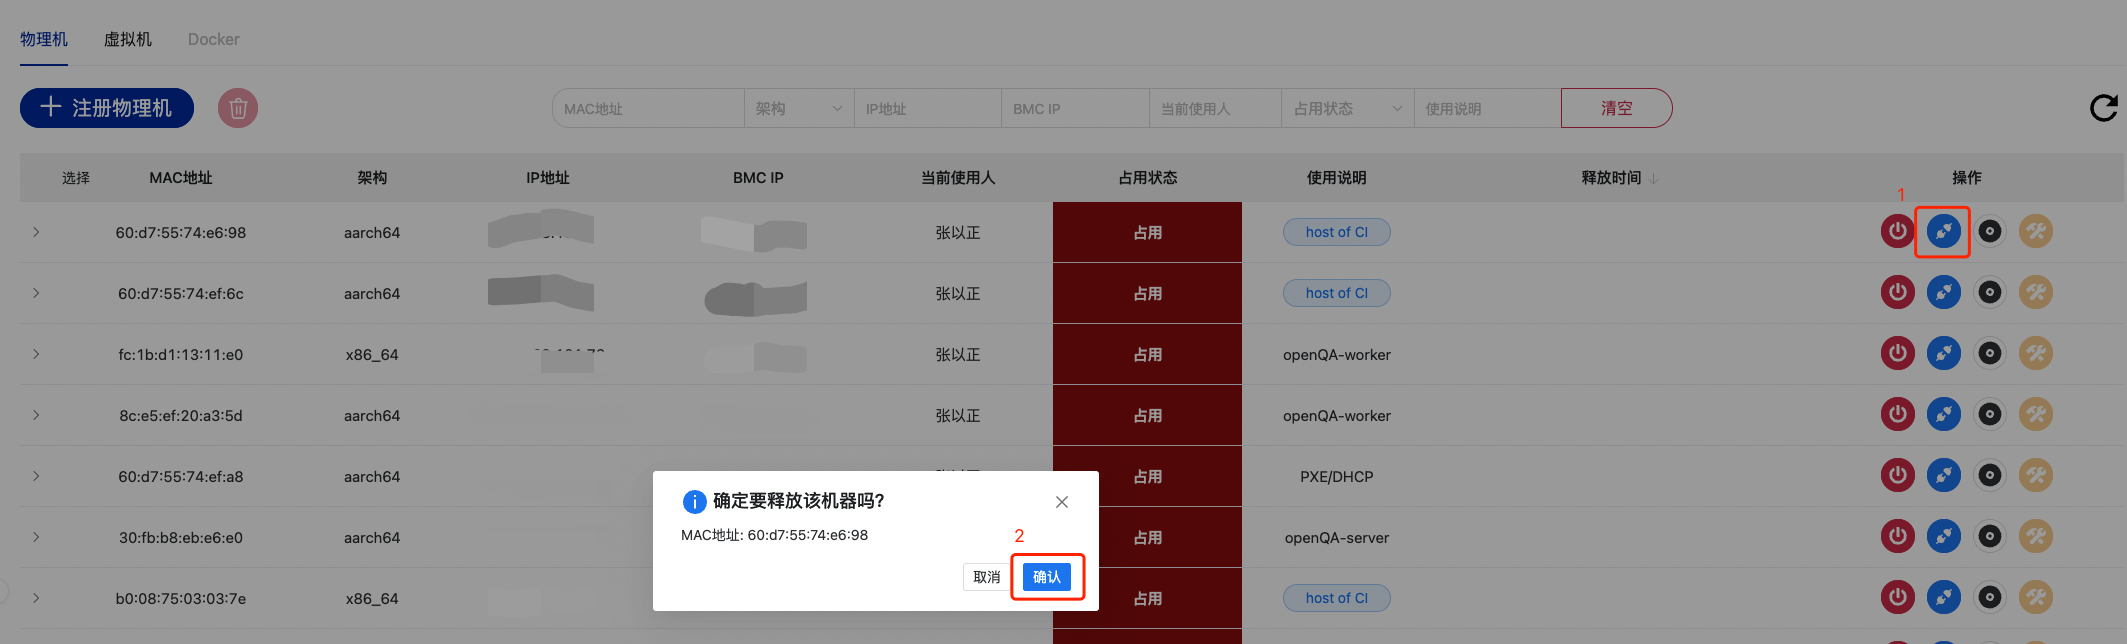 物理机 虚拟机 Docker
注册物理机 MAC地址 架构 IP地址 BMC IP 当前使用人 占用状态 使用说明 清空
选择 MAC地址 架构 IP地址 BMC IP 当前使用人 占用状态 使用说明 释放时间 操作
1
60:d7:55:74:e6:98 aarch64 张以正 占用 host of CI
60:d7:55:74:ef:6c aarch64 张以正 占用 host of CI
fc:1b:d1:13:11:e0 x86_64 张以正 占用 openQA-worker
8c:e5:ef:20:a3:5d aarch64 张以正 占用 openQA-worker
60:d7:55:74:ef:a8 aarch64 占用 PXE/DHCP
确定要释放该机器吗?
MAC地址: 60:d7:55:74:e6:98
2
30:fb:b8:eb:e6:e0 aarch64 占用 openQA-server
取消 确认
b0:08:75:03:03:7e x86_64 占用 host of CI